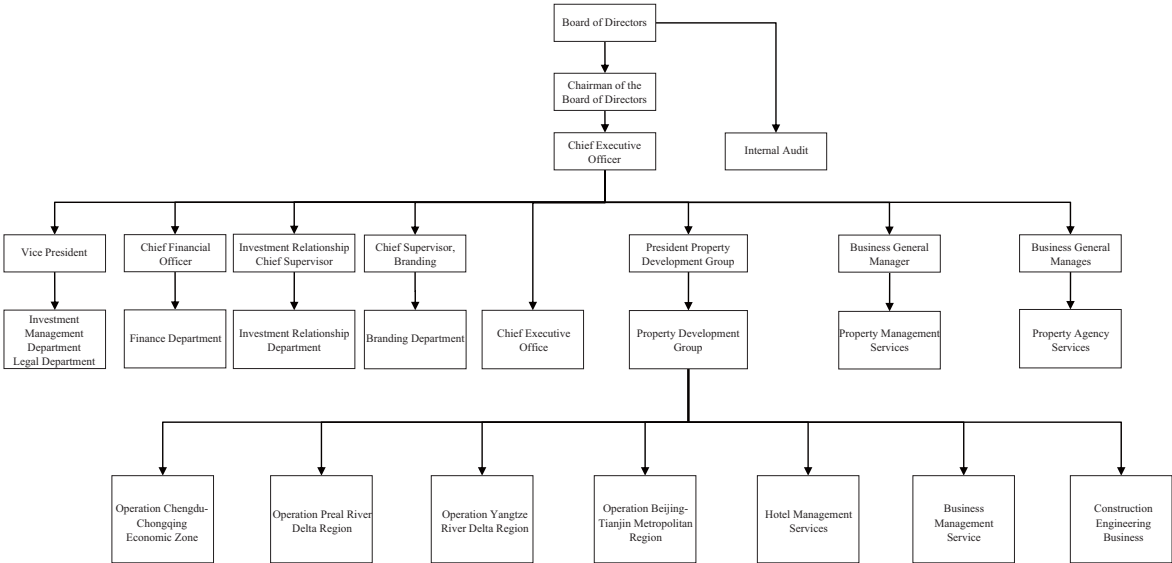 Board of Directors
Chairman of the
Board of Directors
Chief Executive
Officer
Internal Audit
Vice President
Chief Financial
Officer
Investment Relationship
Chief Supervisor
Chief Supervisor,
Branding
President Property
Development Group
Business General
Manager
Business General
Manages
Investment
Management
Department
Legal Department
Finance Department
Investment Relationship
Department
Branding Department
Chief Executive
Office
Property Development
Group
Property Management
Services
Property Agency
Services
Operation Chengdu-
Chongqing
Economic Zone
Operation Preal River
Delta Region
Operation Yangtze
River Delta Region
Operation Beijing-
Tianjin Metropolitan
Region
Hotel Management
Services
Business
Management
Service
Construction
Engineering
Business